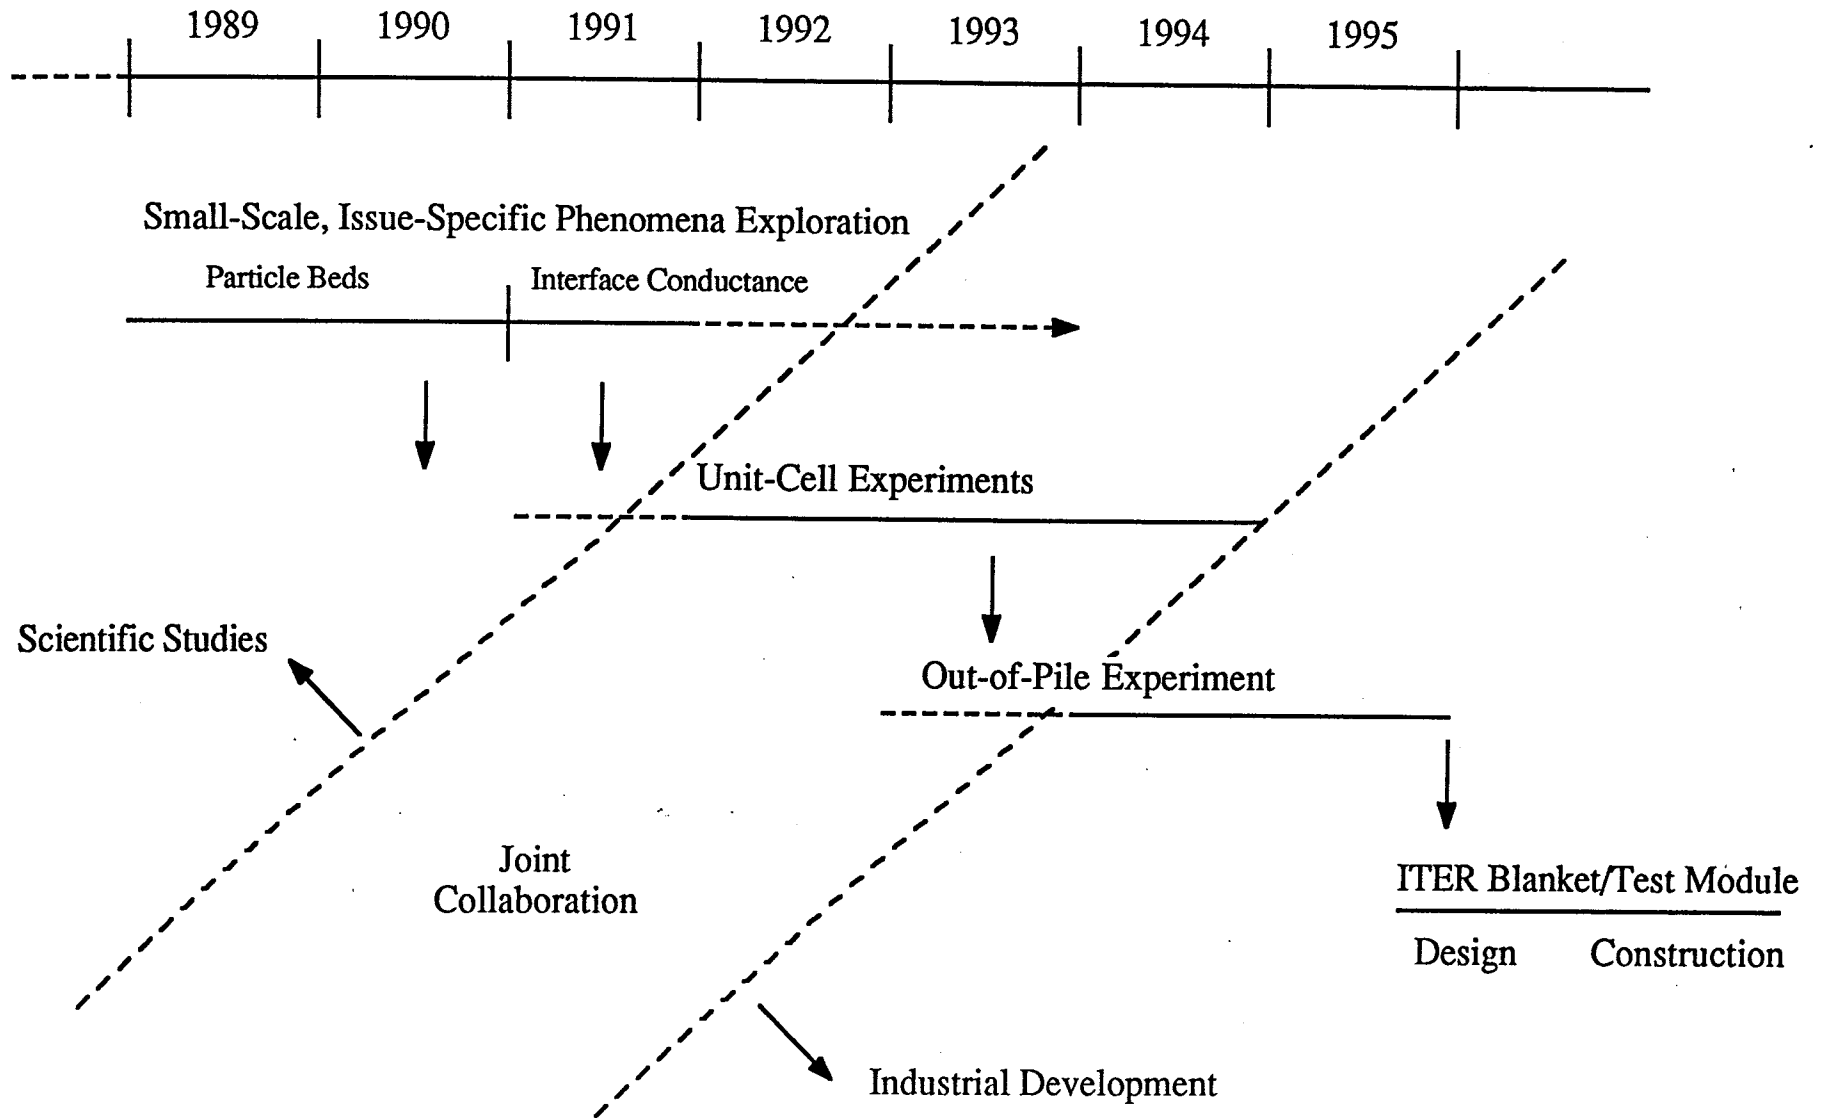 1989 1990 1991 1992 1993 1994 1995
Small-Scale, Issue-Specific Phenomena Exploration
Particle Beds Interface Conductance
Unit-Cell Experiments
Scientific Studies
Out-of-Pile Experiment
Joint
Collaboration
ITER Blanket/Test Module
Design Construction
Industrial Development